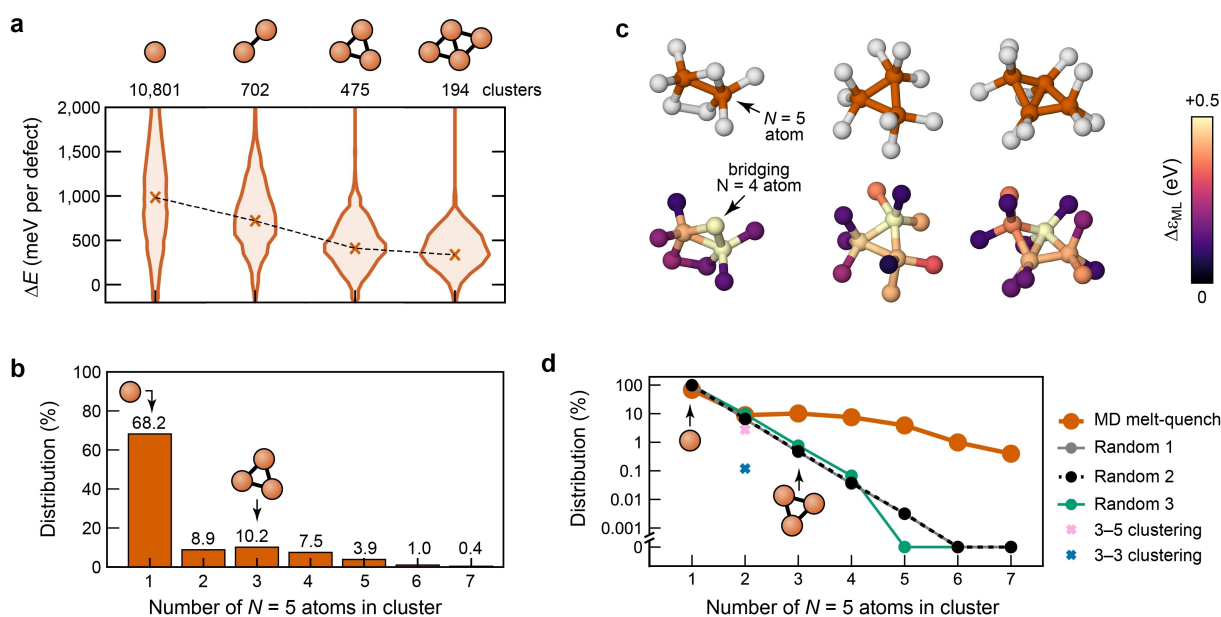 a
10,801 702 475 194 clusters
2,000
1,500
1,000
500
0
ΔE (meV per defect)
b
100
80
60
40
20
0
Distribution (%)
68.2
8.9
10.2
7.5
3.9
1.0
0.4
1 2 3 4 5 6 7
Number of N = 5 atoms in cluster
c
N = 5
atom
bridging
N = 4 atom
+0.5
0
Δε_ML (eV)
d
100
10
1
0.1
0.01
0.001
0
Distribution (%)
1 2 3 4 5 6 7
Number of N = 5 atoms in cluster
MD melt-quench
Random 1
Random 2
Random 3
3–5 clustering
3–3 clustering